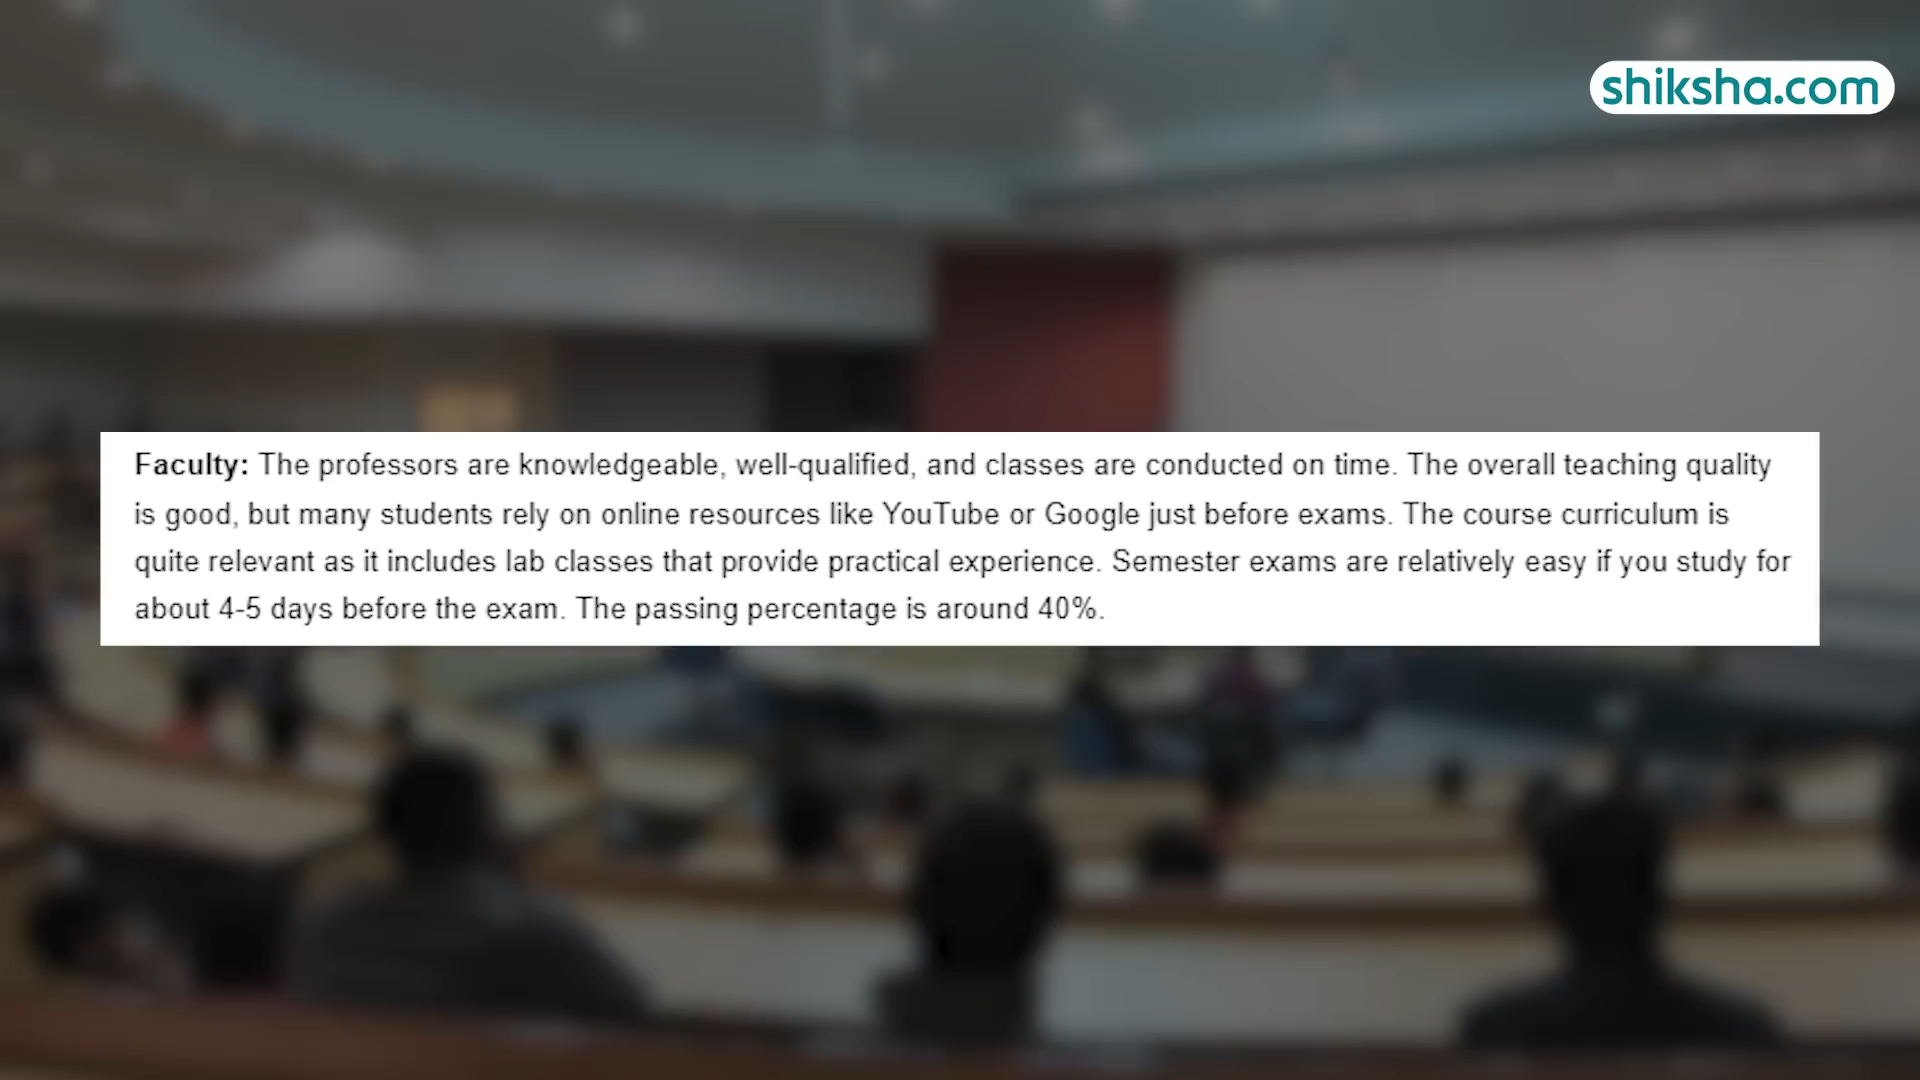 shiksha.com
Faculty: The professors are knowledgeable, well-qualified, and classes are conducted on time. The overall teaching quality
is good, but many students rely on online resources like YouTube or Google just before exams. The course curriculum is
quite relevant as it includes lab classes that provide practical experience. Semester exams are relatively easy if you study for
about 4-5 days before the exam. The passing percentage is around 40%.